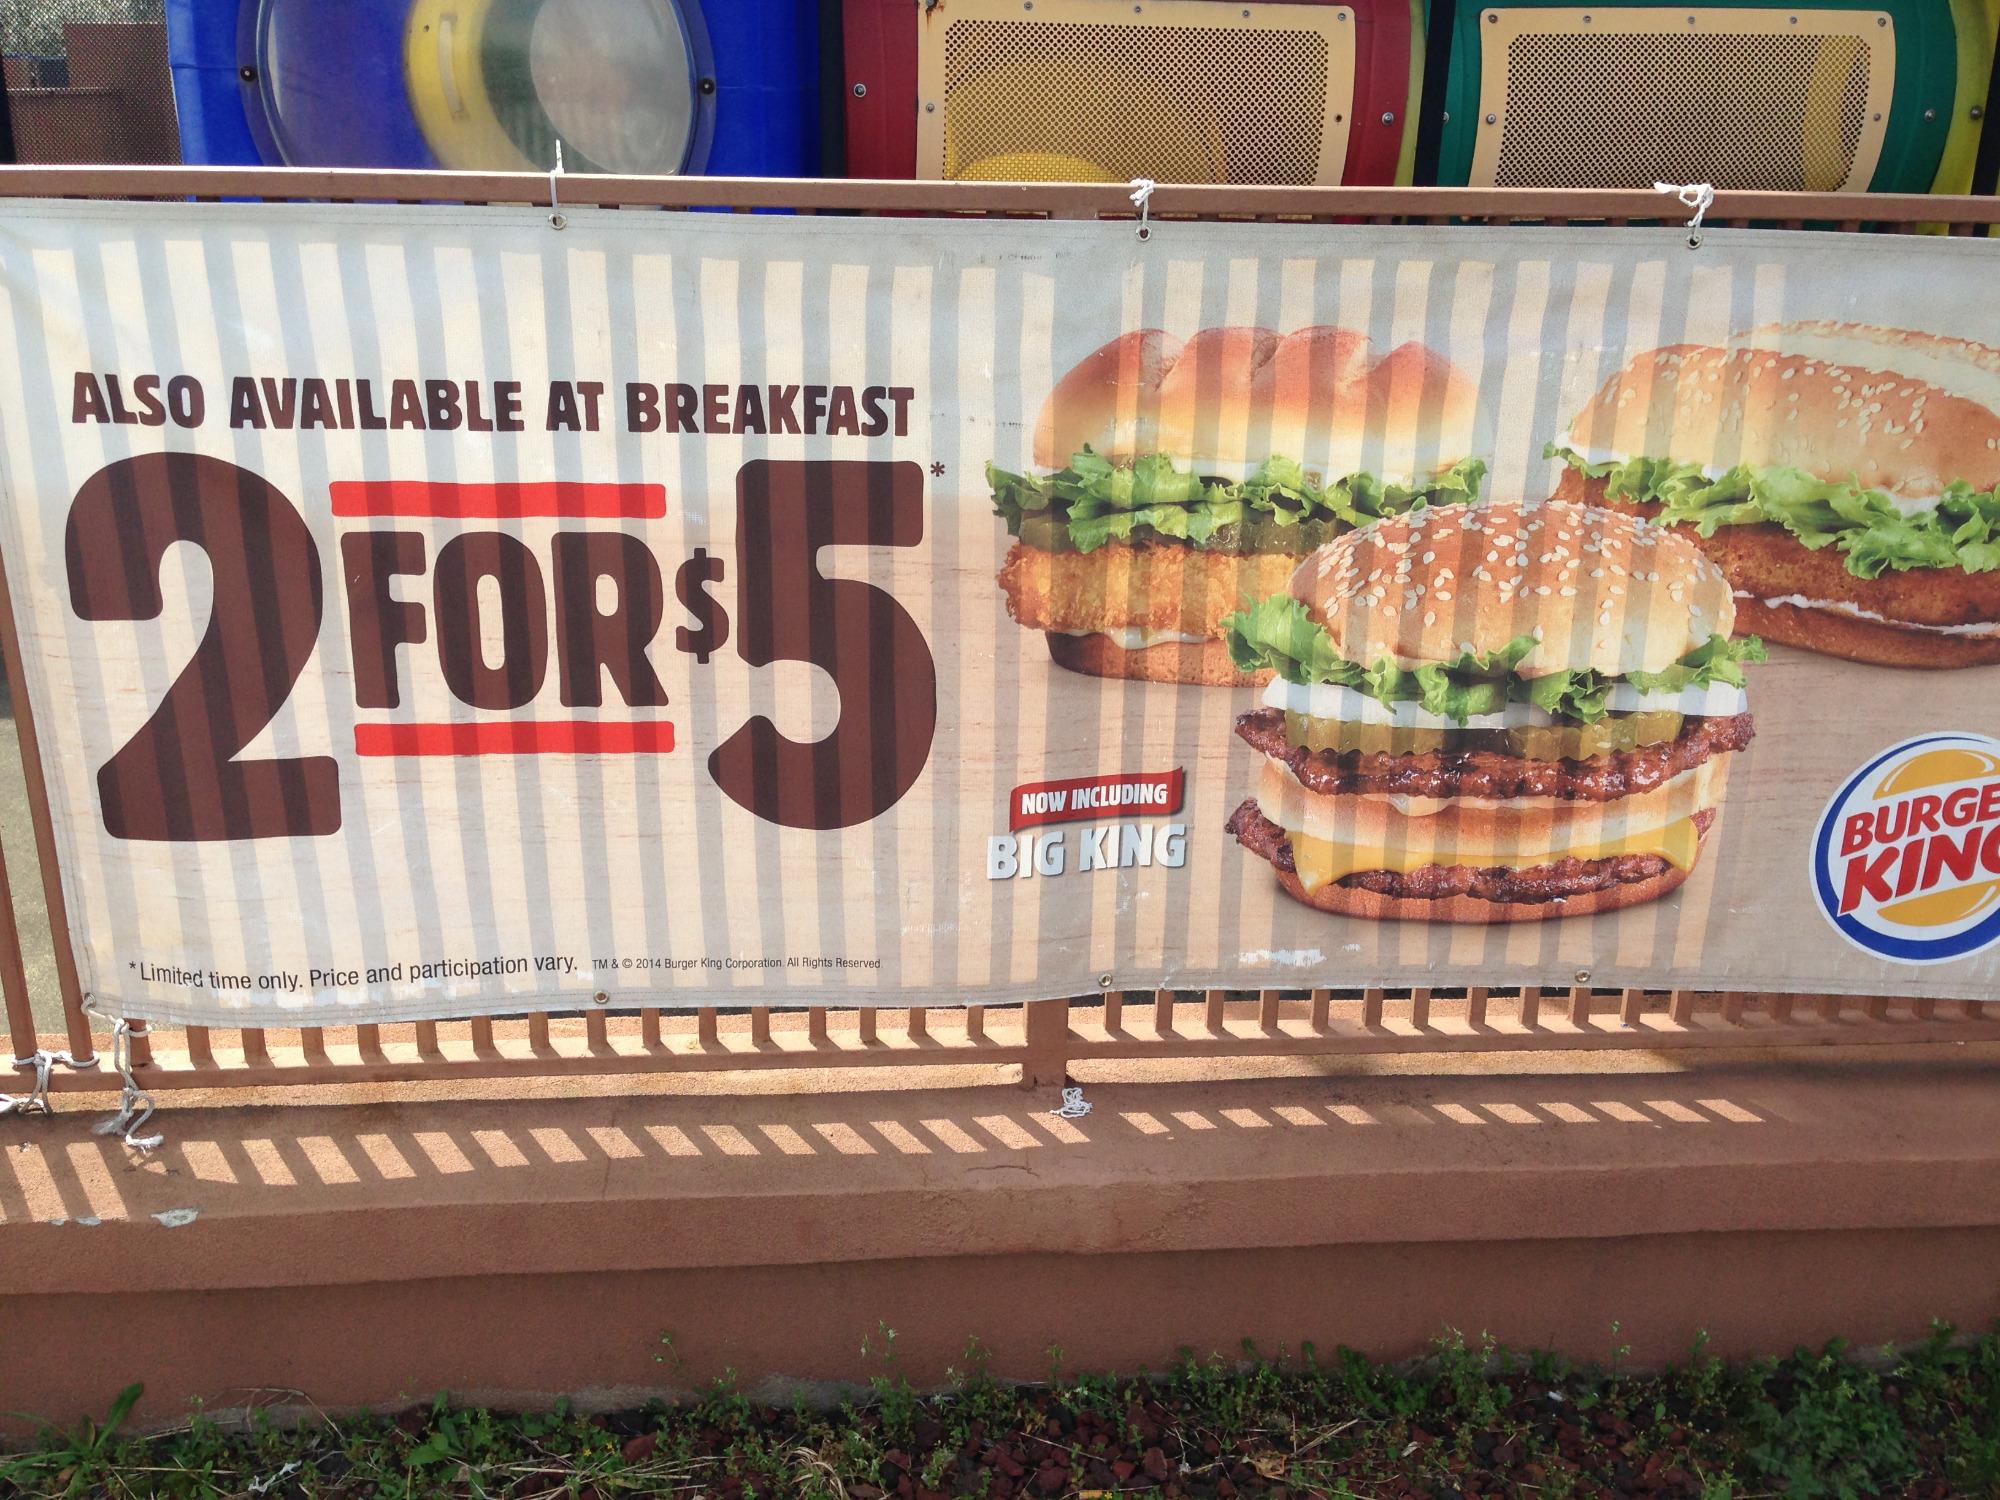 ALSO AVAILABLE AT BREAKFAST
2 FOR $5*
NOW INCLUDING
BIG KING
BURGE
KING
*Limited time only. Price and participation vary. TM & © 2014 Burger King Corporation. All Rights Reserved.